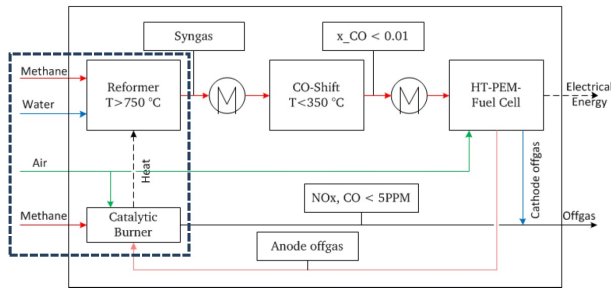 Syngas
x_CO < 0.01
Methane
Water
Reformer
T>750 °C
M
CO-Shift
T<350 °C
M
HT-PEM-
Fuel Cell
Electrical
Energy
Air
Heat
Cathode offgas
Methane
Catalytic
Burner
NOx, CO < 5PPM
Offgas
Anode offgas